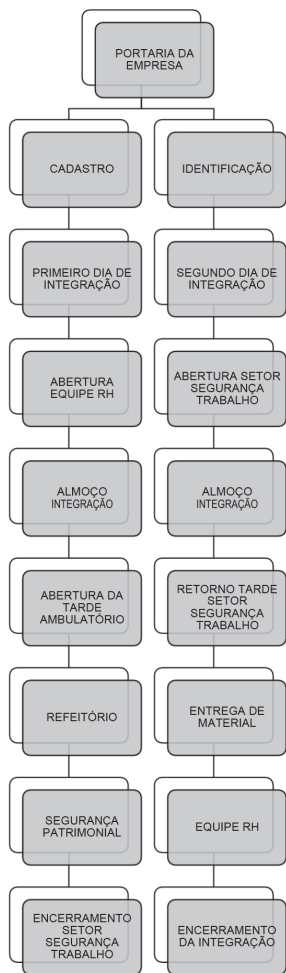 PORTARIA DA
EMPRESA
CADASTRO
IDENTIFICAÇÃO
PRIMEIRO DIA DE
INTEGRAÇÃO
SEGUNDO DIA DE
INTEGRAÇÃO
ABERTURA
EQUIPE RH
ABERTURA SETOR
SEGURANÇA
TRABALHO
ALMOÇO
INTEGRAÇÃO
ALMOÇO
INTEGRAÇÃO
ABERTURA DA
TARDE
AMBULATÓRIO
RETORNO TARDE
SETOR
SEGURANÇA
TRABALHO
REFEITÓRIO
ENTREGA DE
MATERIAL
SEGURANÇA
PATRIMONIAL
EQUIPE RH
ENCERRAMENTO
SETOR
SEGURANÇA
TRABALHO
ENCERRAMENTO
DA INTEGRAÇÃO